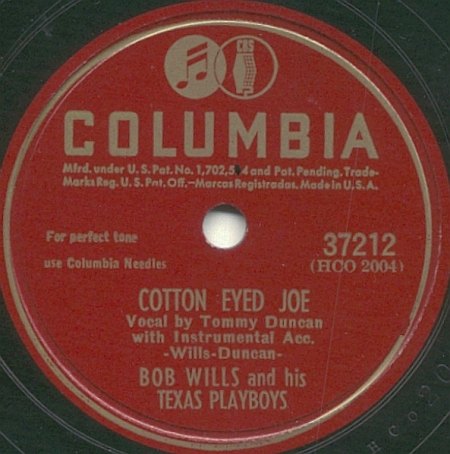 CBS
COLUMBIA
Mfrd. under U.S. Pat. No. 1,702,5 4 and Pot. Pending. Trade-
Marks Reg. U.S. Pat. Off.-Marcas Registradas. Made in U.S.A.
For perfect tone
use Columbia Needles
37212
(HCO 2004)
COTTON EYED JOE
Vocal by Tommy Duncan
with Instrumental Acc.
-Wills-Duncan-
BOB WILLS and his
TEXAS PLAYBOYS